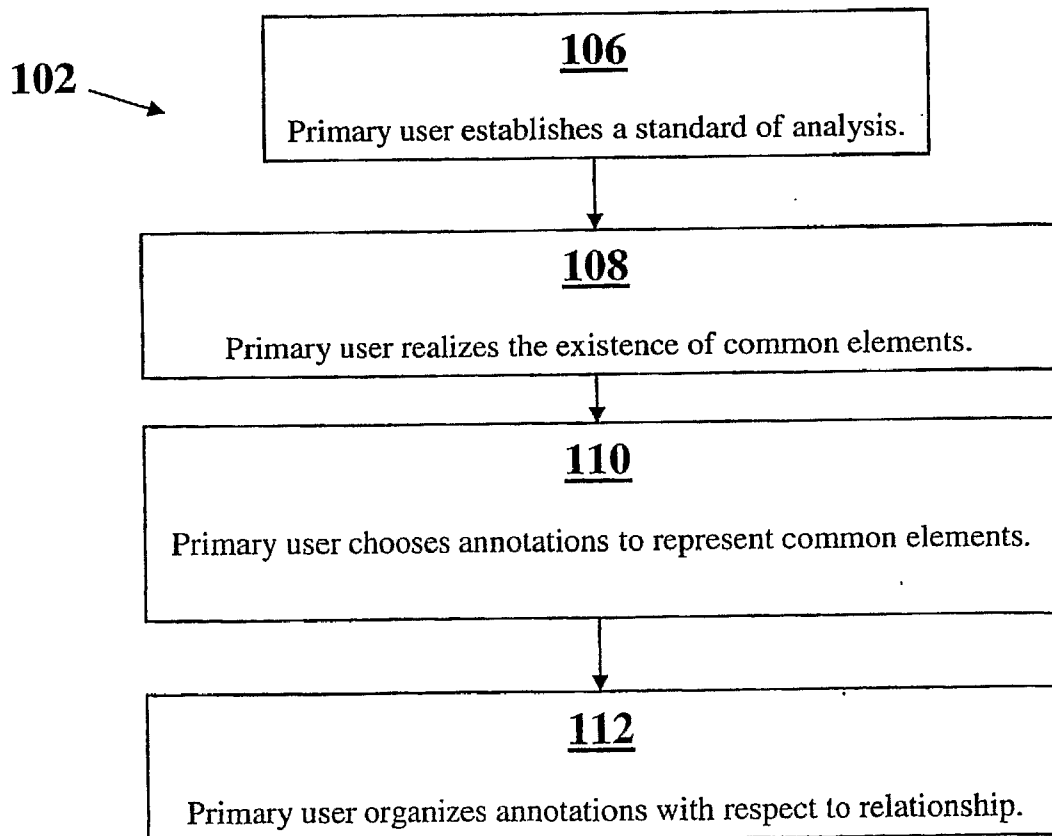 106
102
Primary user establishes a standard of analysis.
108
Primary user realizes the existence of common elements.
110
Primary user chooses annotations to represent common elements.
112
Primary user organizes annotations with respect to relationship.